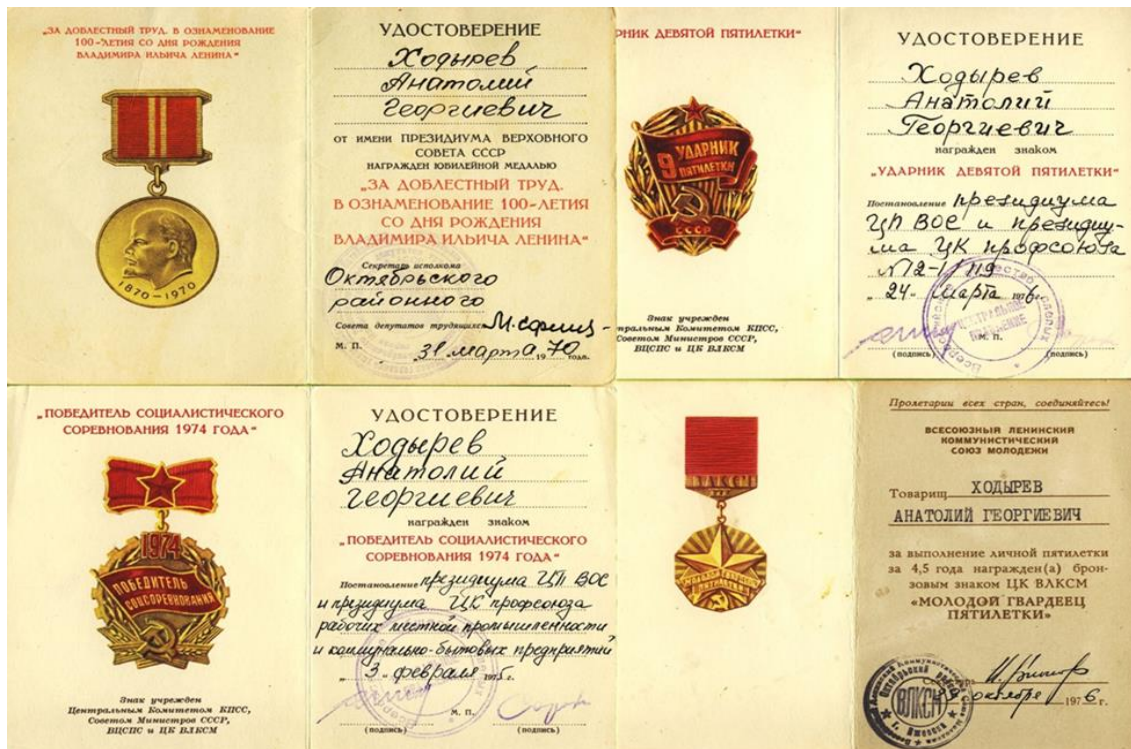 „ЗА ДОБЛЕСТНЫЙ ТРУД. В ОЗНАМЕНОВАНИЕ
100-ЛЕТИЯ СО ДНЯ РОЖДЕНИЯ
ВЛАДИМИРА ИЛЬИЧА ЛЕНИНА“
1870-1970
УДОСТОВЕРЕНИЕ
Ходырев
Анатолий
Георгиевич
ОТ ИМЕНИ ПРЕЗИДИУМА ВЕРХОВНОГО
СОВЕТА СССР
НАГРАЖДЕН ЮБИЛЕЙНОЙ МЕДАЛЬЮ
„ЗА ДОБЛЕСТНЫЙ ТРУД.
В ОЗНАМЕНОВАНИЕ 100-ЛЕТИЯ
СО ДНЯ РОЖДЕНИЯ
ВЛАДИМИРА ИЛЬИЧА ЛЕНИНА“
Секретарь исполкома
Октябрьского
районного
Совета депутатов трудящихся
М. П. „31„ марта 1970 года.
РНИК ДЕВЯТОЙ ПЯТИЛЕТКИ“
9 УДАРНИК
ПЯТИЛЕТКИ
СССР
Знак учрежден
нтральным Комитетом КПСС,
Советом Министров СССР,
ВЦСПС и ЦК ВЛКСМ
УДОСТОВЕРЕНИЕ
Ходырев
Анатолий
Георгиевич
награжден знаком
„УДАРНИК ДЕВЯТОЙ ПЯТИЛЕТКИ“
Постановление президиума
ЦП ВОС и президиу-
ма ЦК профсоюза
„24„ марта 1976г.
М. П.
(подпись) (подпись)
„ПОБЕДИТЕЛЬ СОЦИАЛИСТИЧЕСКОГО
СОРЕВНОВАНИЯ 1974 ГОДА“
1974
ПОБЕДИТЕЛЬ
СОЦСОРЕВНОВАНИЯ
Знак учрежден
Центральным Комитетом КПСС,
Советом Министров СССР,
ВЦСПС и ЦК ВЛКСМ
УДОСТОВЕРЕНИЕ
Ходырев
Анатолий
Георгиевич
награжден знаком
„ПОБЕДИТЕЛЬ СОЦИАЛИСТИЧЕСКОГО
СОРЕВНОВАНИЯ 1974 ГОДА“
Постановление президиума ЦП ВОС
и президиума ЦК профсоюза
рабочих местной промышленности
и коммунально-бытовых предприятий
„3„ февраля 1975г.
М. П.
(подпись) (подпись)
ВЛКСМ
МОЛОДОЙ ГВАРДЕЕЦ
ПЯТИЛЕТКИ
Пролетарии всех стран, соединяйтесь!
ВСЕСОЮЗНЫЙ ЛЕНИНСКИЙ
КОММУНИСТИЧЕСКИЙ
СОЮЗ МОЛОДЕЖИ
Товарищ ХОДЫРЕВ
АНАТОЛИЙ ГЕОРГИЕВИЧ
за выполнение личной пятилетки
за 4,5 года награжден(а) брон-
зовым знаком ЦК ВЛКСМ
«МОЛОДОЙ ГВАРДЕЕЦ
ПЯТИЛЕТКИ»
октября 1976 г.
ВЛКСМ